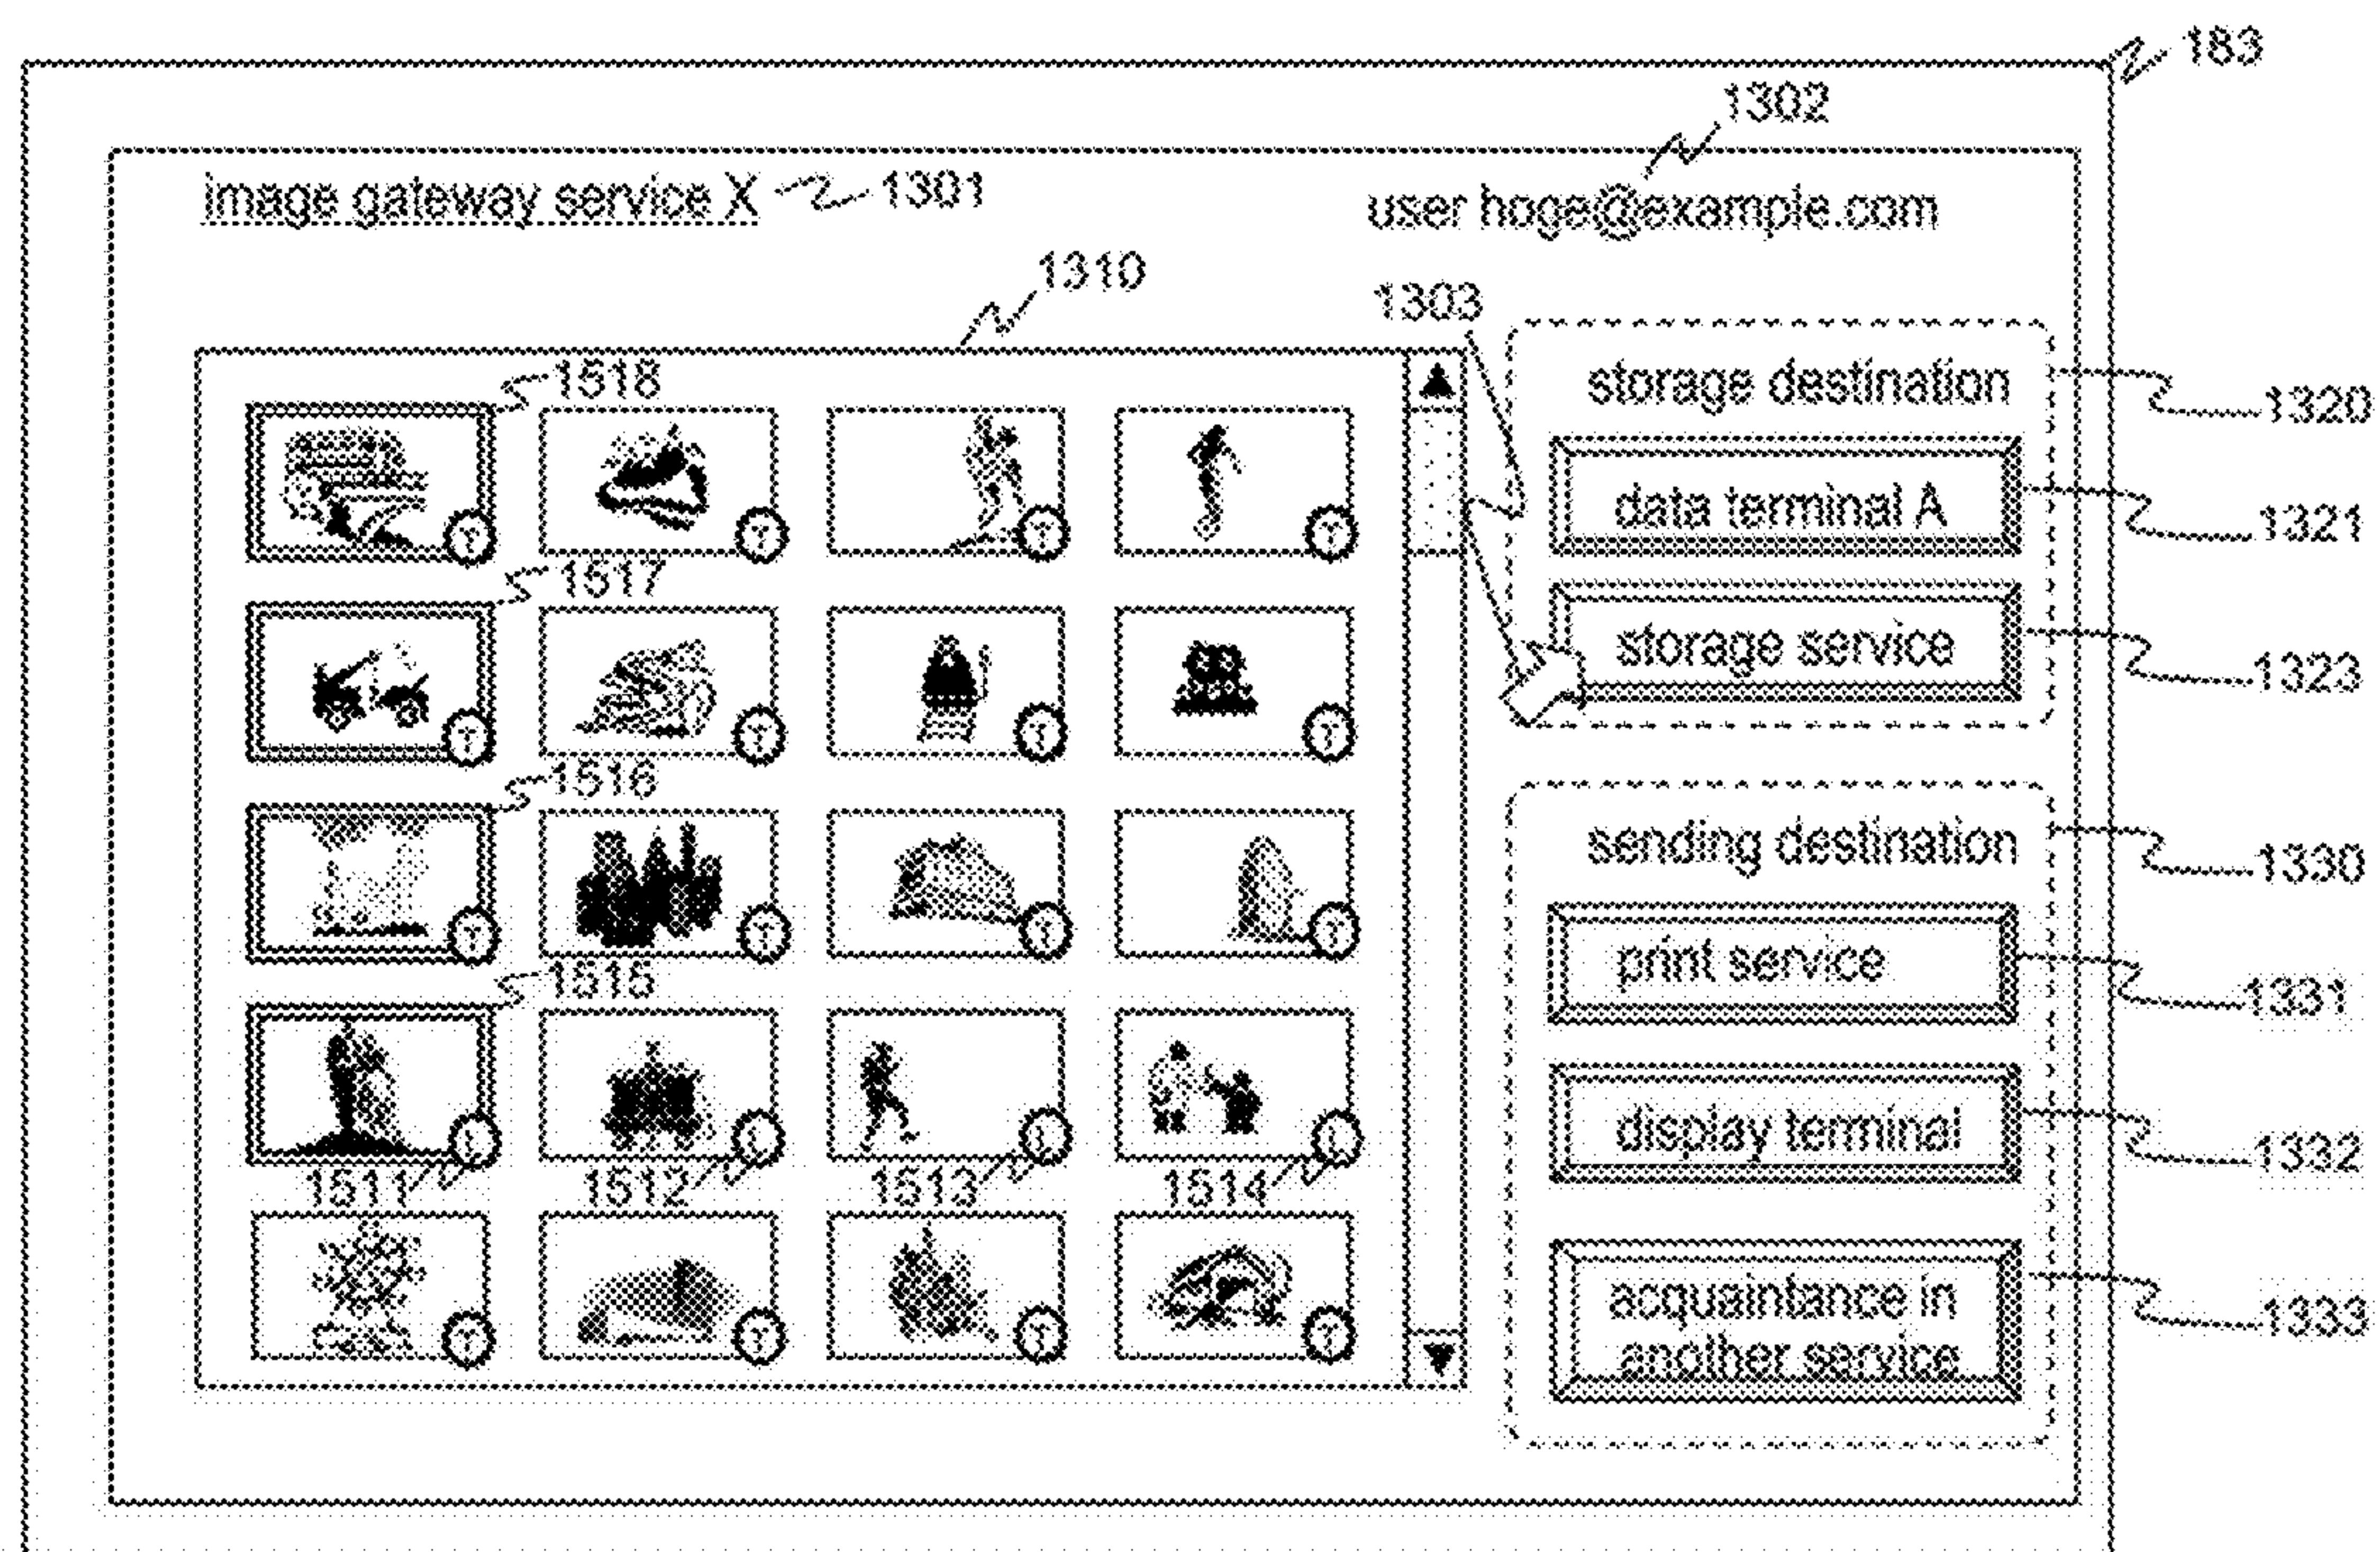 183
1302
image gateway service X 1301
user hoge@example.com
1310
1303
1518
storage destination
1320
data terminal A
1321
T T T T
1517
storage service
1323
T T T T
1516
sending destination
1330
T T T T
print service
1331
1515
display terminal
1332
L L L L
1511 1512 1513 1514
acquaintance in
another service
1333
T T T T